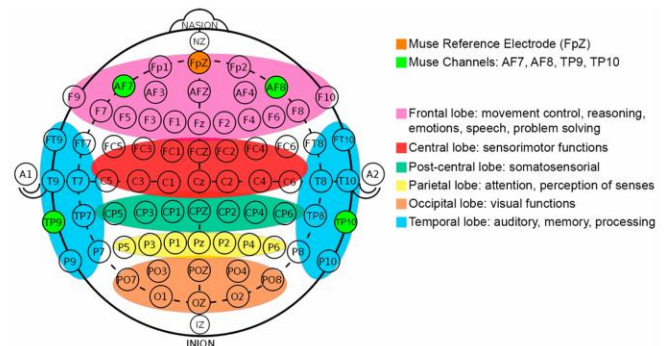 NASION
NZ
Fp1 FpZ Fp2
AF7 AF3 AFZ AF4 AF8
F9 F7 F5 F3 F1 Fz F2 F4 F6 F8 F10
FT9 FT7 FC5 FC3 FC1 FCZ FC2 FC4 FC6 FT8 FT10
A1 T9 T7 C5 C3 C1 Cz C2 C4 C6 T8 T10 A2
TP9 TP7 CP5 CP3 CP1 CPZ CP2 CP4 CP6 TP8 TP10
P9 P7 P5 P3 P1 Pz P2 P4 P6 P8 P10
PO7 PO3 POZ PO4 PO8
O1 OZ O2
IZ
INION
Muse Reference Electrode (FpZ)
Muse Channels: AF7, AF8, TP9, TP10
Frontal lobe: movement control, reasoning,
emotions, speech, problem solving
Central lobe: sensorimotor functions
Post-central lobe: somatosensorial
Parietal lobe: attention, perception of senses
Occipital lobe: visual functions
Temporal lobe: auditory, memory, processing